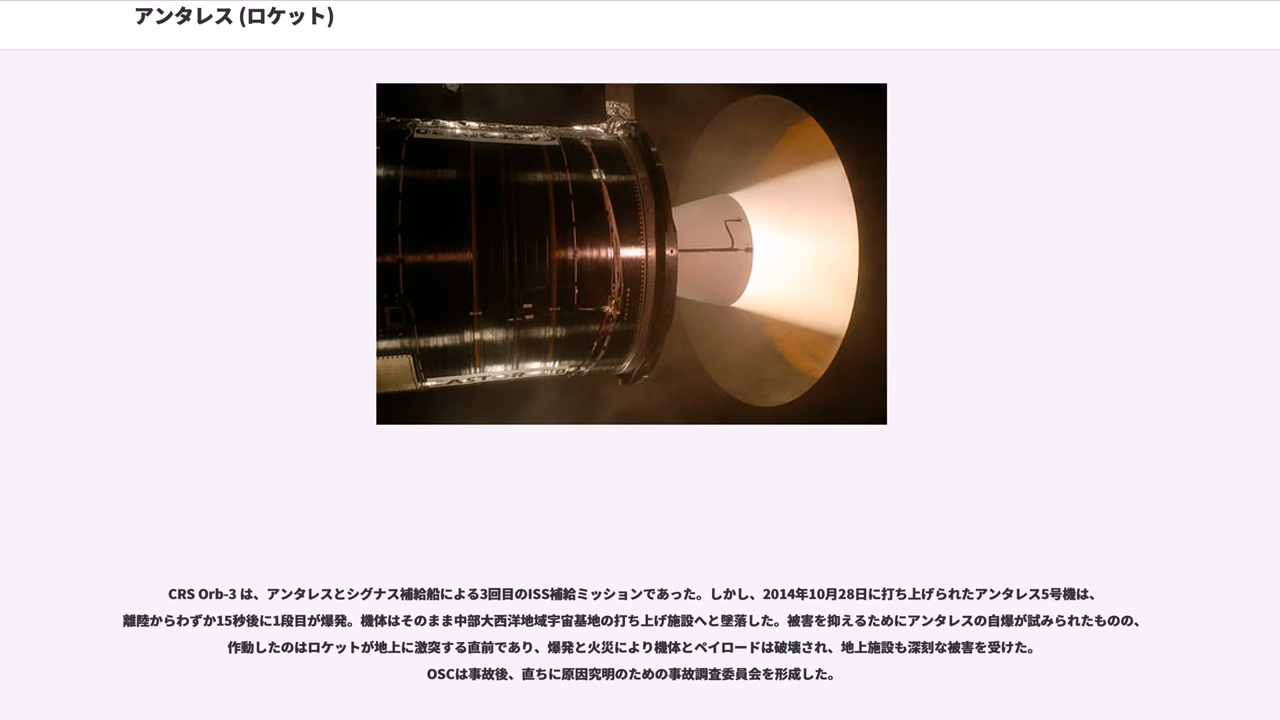 アンタレス (ロケット)
CRS Orb-3 は、アンタレスとシグナス補給船による3回目のISS補給ミッションであった。しかし、2014年10月28日に打ち上げられたアンタレス5号機は、
離陸からわずか15秒後に1段目が爆発。機体はそのまま中部大西洋地域宇宙基地の打ち上げ施設へと墜落した。被害を抑えるためにアンタレスの自爆が試みられたものの、
作動したのはロケットが地上に激突する直前であり、爆発と火災により機体とペイロードは破壊され、地上施設も深刻な被害を受けた。
OSCは事故後、直ちに原因究明のための事故調査委員会を形成した。